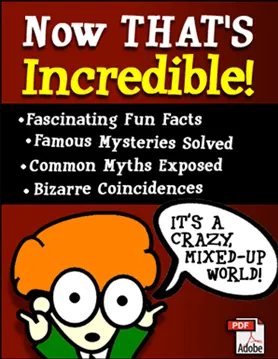 Now THAT'S
Incredible!
• Fascinating Fun Facts
• Famous Mysteries Solved
• Common Myths Exposed
• Bizarre Coincidences
IT'S A
CRAZY,
MIXED-UP
WORLD!
PDF
Adobe